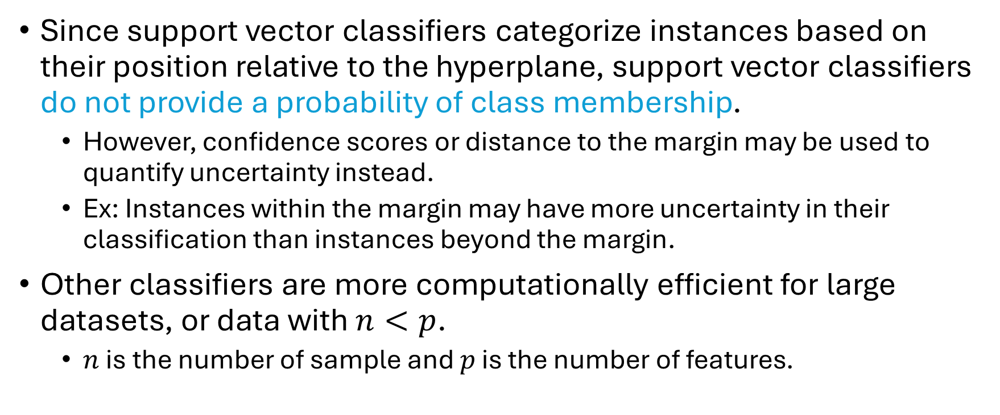 • Since support vector classifiers categorize instances based on
their position relative to the hyperplane, support vector classifiers
do not provide a probability of class membership.
• However, confidence scores or distance to the margin may be used to
quantify uncertainty instead.
• Ex: Instances within the margin may have more uncertainty in their
classification than instances beyond the margin.
• Other classifiers are more computationally efficient for large
datasets, or data with n < p.
• n is the number of sample and p is the number of features.